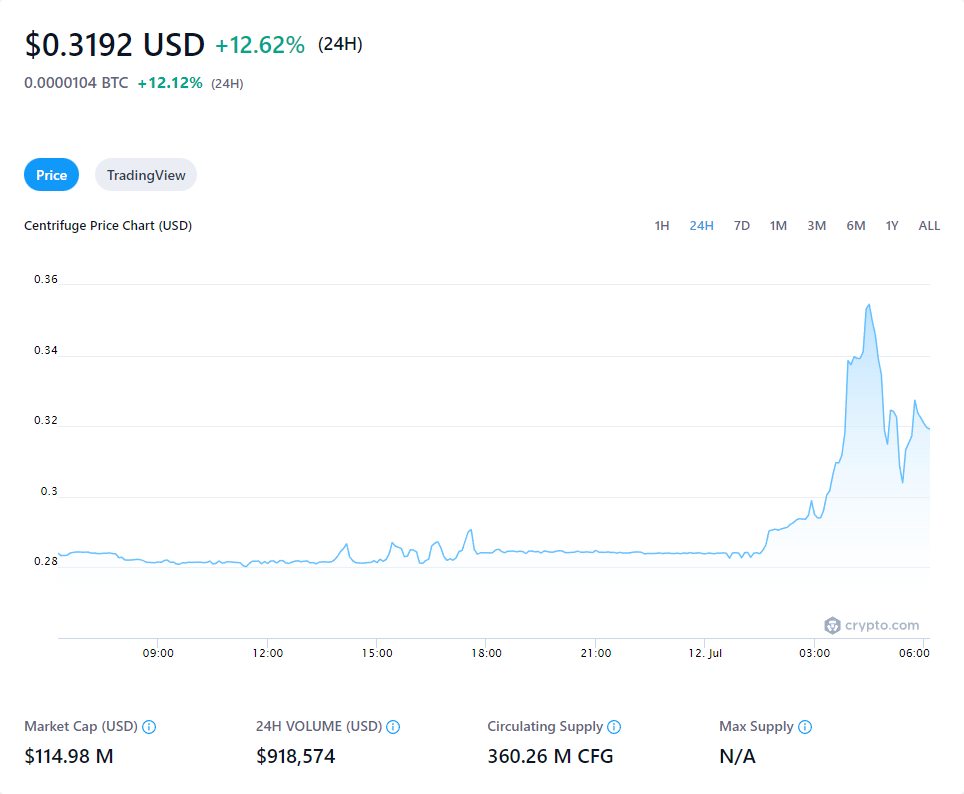 $0.3192 USD +12.62% (24H)
0.0000104 BTC +12.12% (24H)
Price TradingView
Centrifuge Price Chart (USD) 1H 24H 7D 1M 3M 6M 1Y ALL
0.36
0.34
0.32
0.3
0.28
crypto.com
09:00 12:00 15:00 18:00 21:00 12. Jul 03:00 06:00
Market Cap (USD) 24H VOLUME (USD) Circulating Supply Max Supply
$114.98 M $918,574 360.26 M CFG N/A